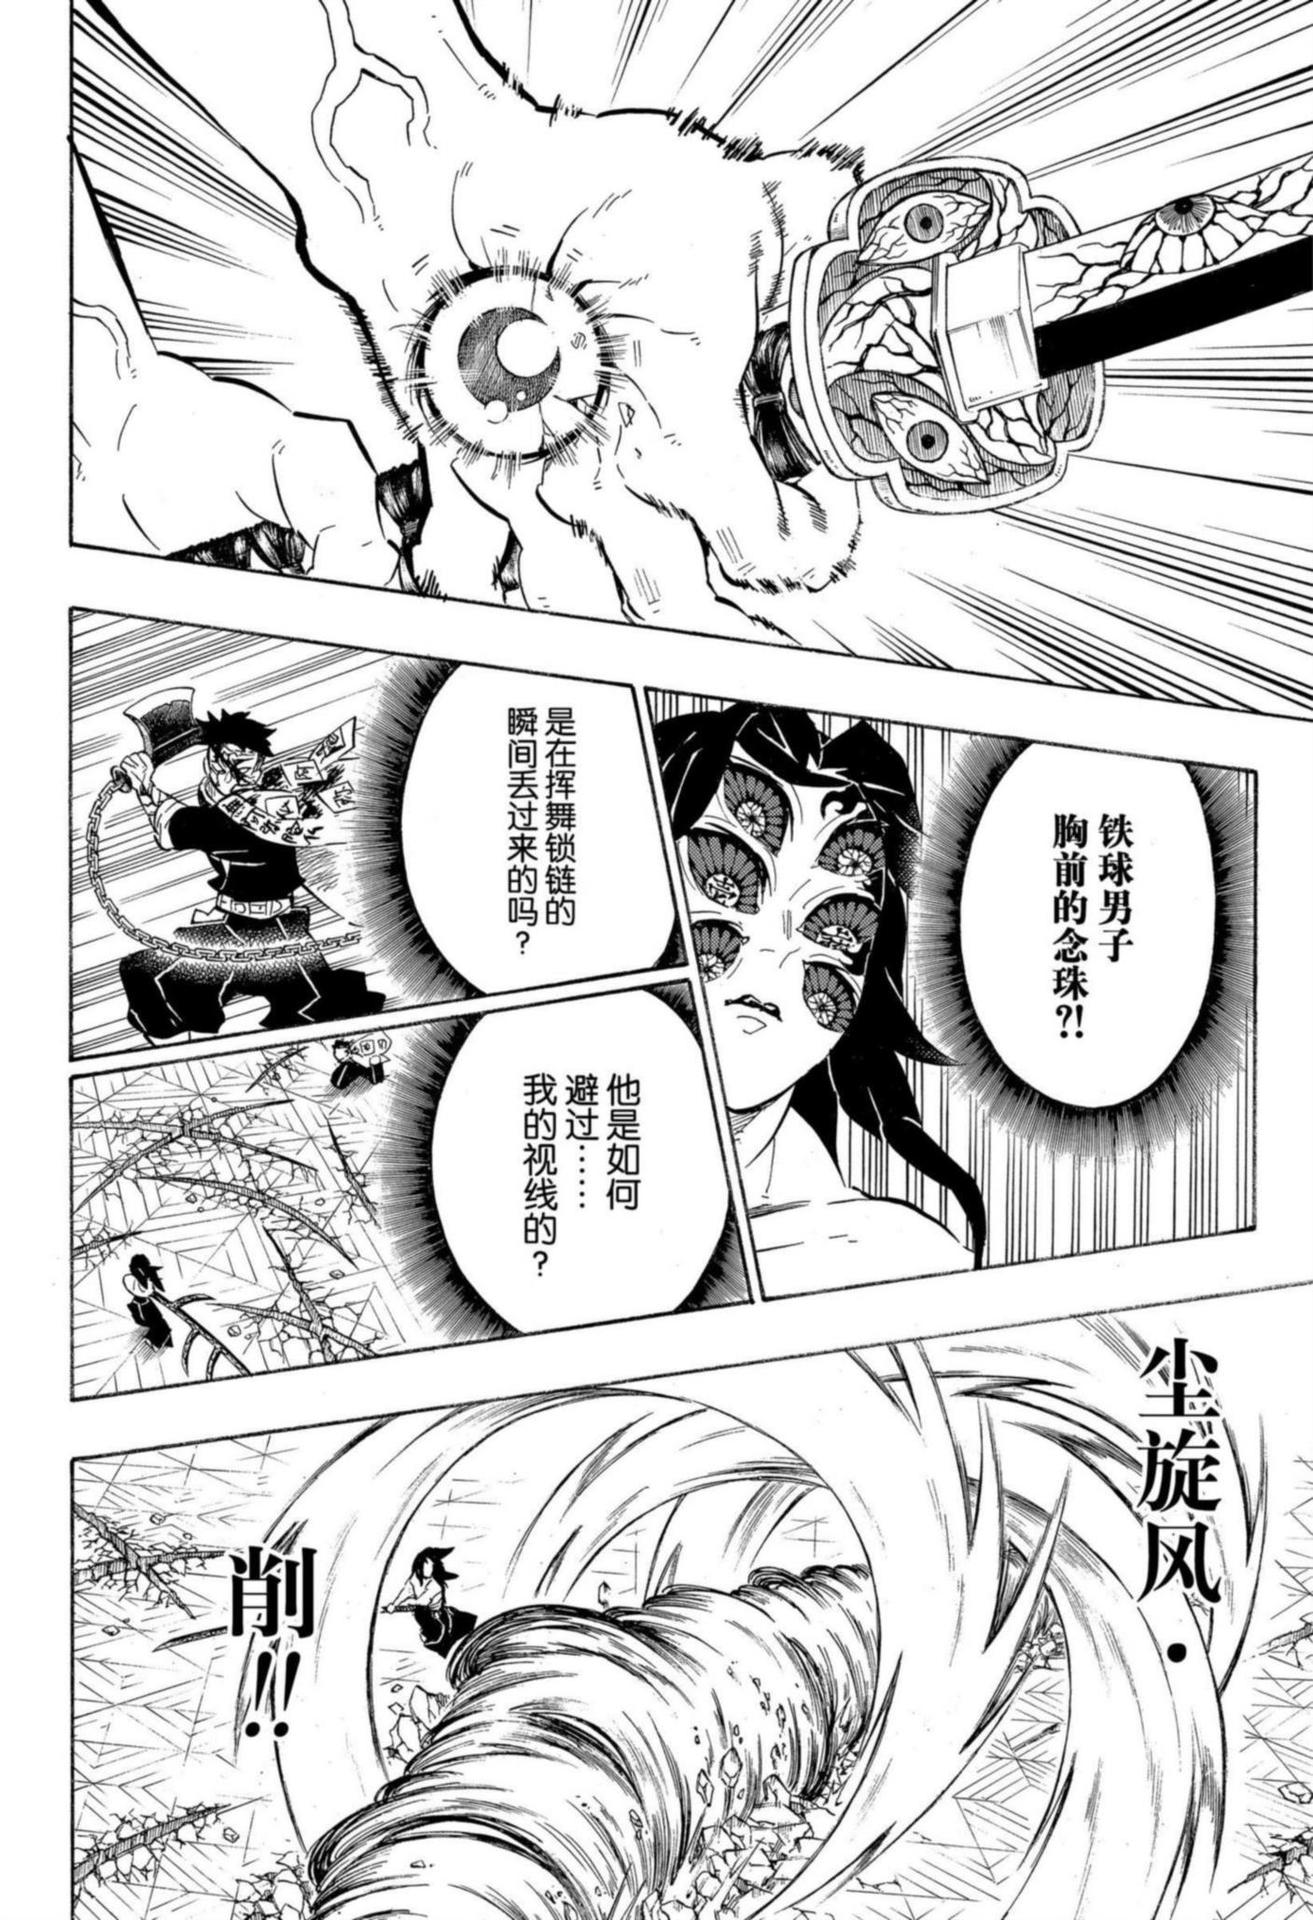 铁球男子
胸前的念珠?!
是在挥舞锁链的
瞬间丢过来的吗?
他是如何
避过……
我的视线的?
尘旋风·
削!!